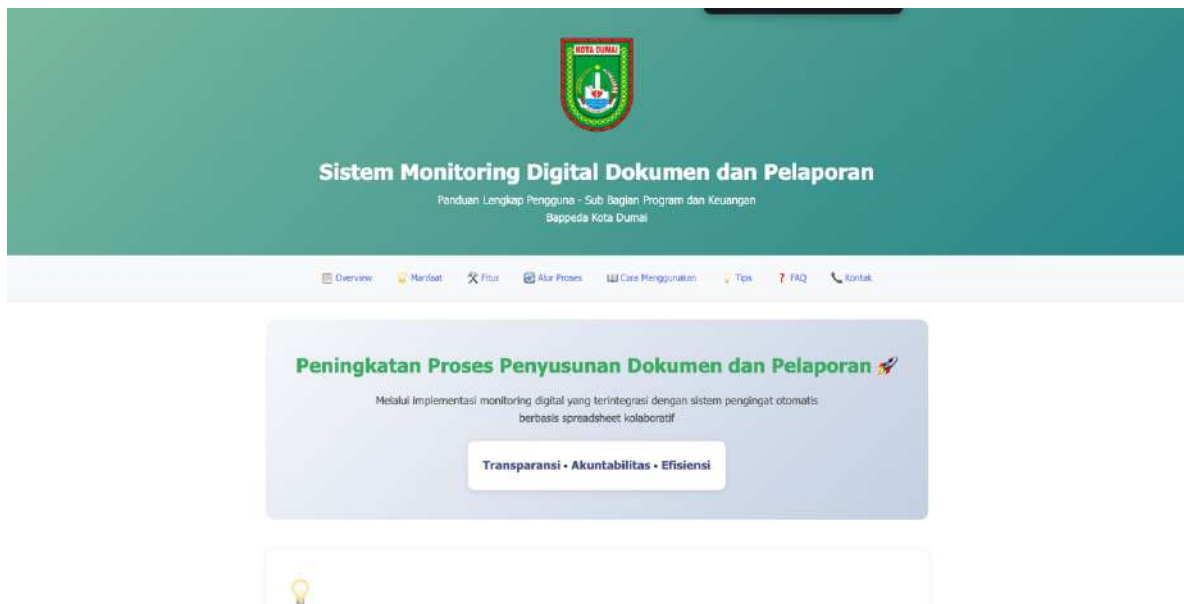 KOTA DUMAI
Sistem Monitoring Digital Dokumen dan Pelaporan
Panduan Lengkap Pengguna - Sub Bagian Program dan Keuangan
Bappeda Kota Dumai
Overview Manfaat Fitur Alur Proses Cara Menggunakan Tips FAQ Kontak
Peningkatan Proses Penyusunan Dokumen dan Pelaporan
Melalui implementasi monitoring digital yang terintegrasi dengan sistem pengingat otomatis
berbasis spreadsheet kolaboratif
Transparansi • Akuntabilitas • Efisiensi